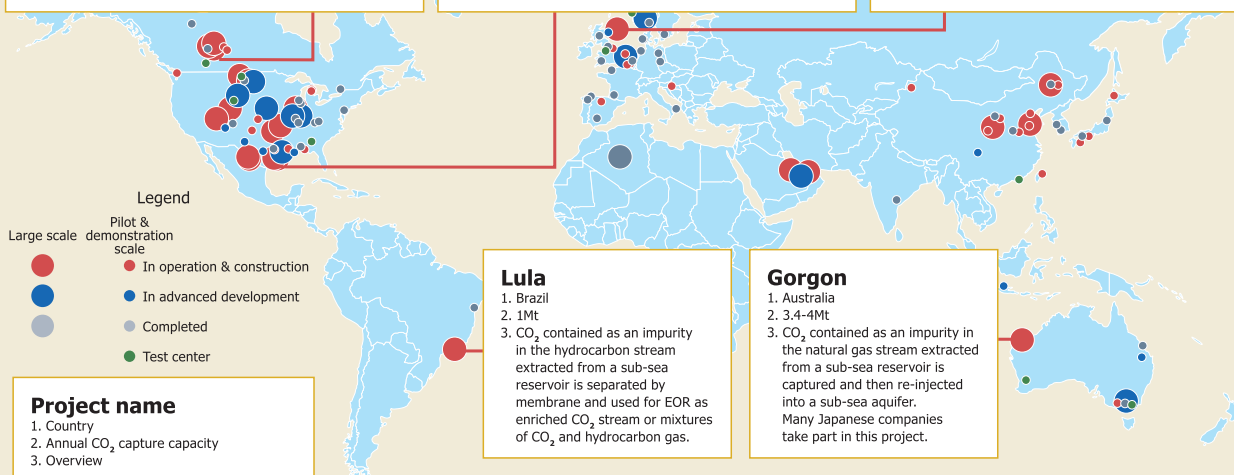 Legend
Large scale
Pilot &
demonstration
scale
In operation & construction
In advanced development
Completed
Test center
Project name
1. Country
2. Annual CO₂ capture capacity
3. Overview
Lula
1. Brazil
2. 1Mt
3. CO₂ contained as an impurity
in the hydrocarbon stream
extracted from a sub-sea
reservoir is separated by
membrane and used for EOR as
enriched CO₂ stream or mixtures
of CO₂ and hydrocarbon gas.
Gorgon
1. Australia
2. 3.4-4Mt
3. CO₂ contained as an impurity in
the natural gas stream extracted
from a sub-sea reservoir is
captured and then re-injected
into a sub-sea aquifer.
Many Japanese companies
take part in this project.